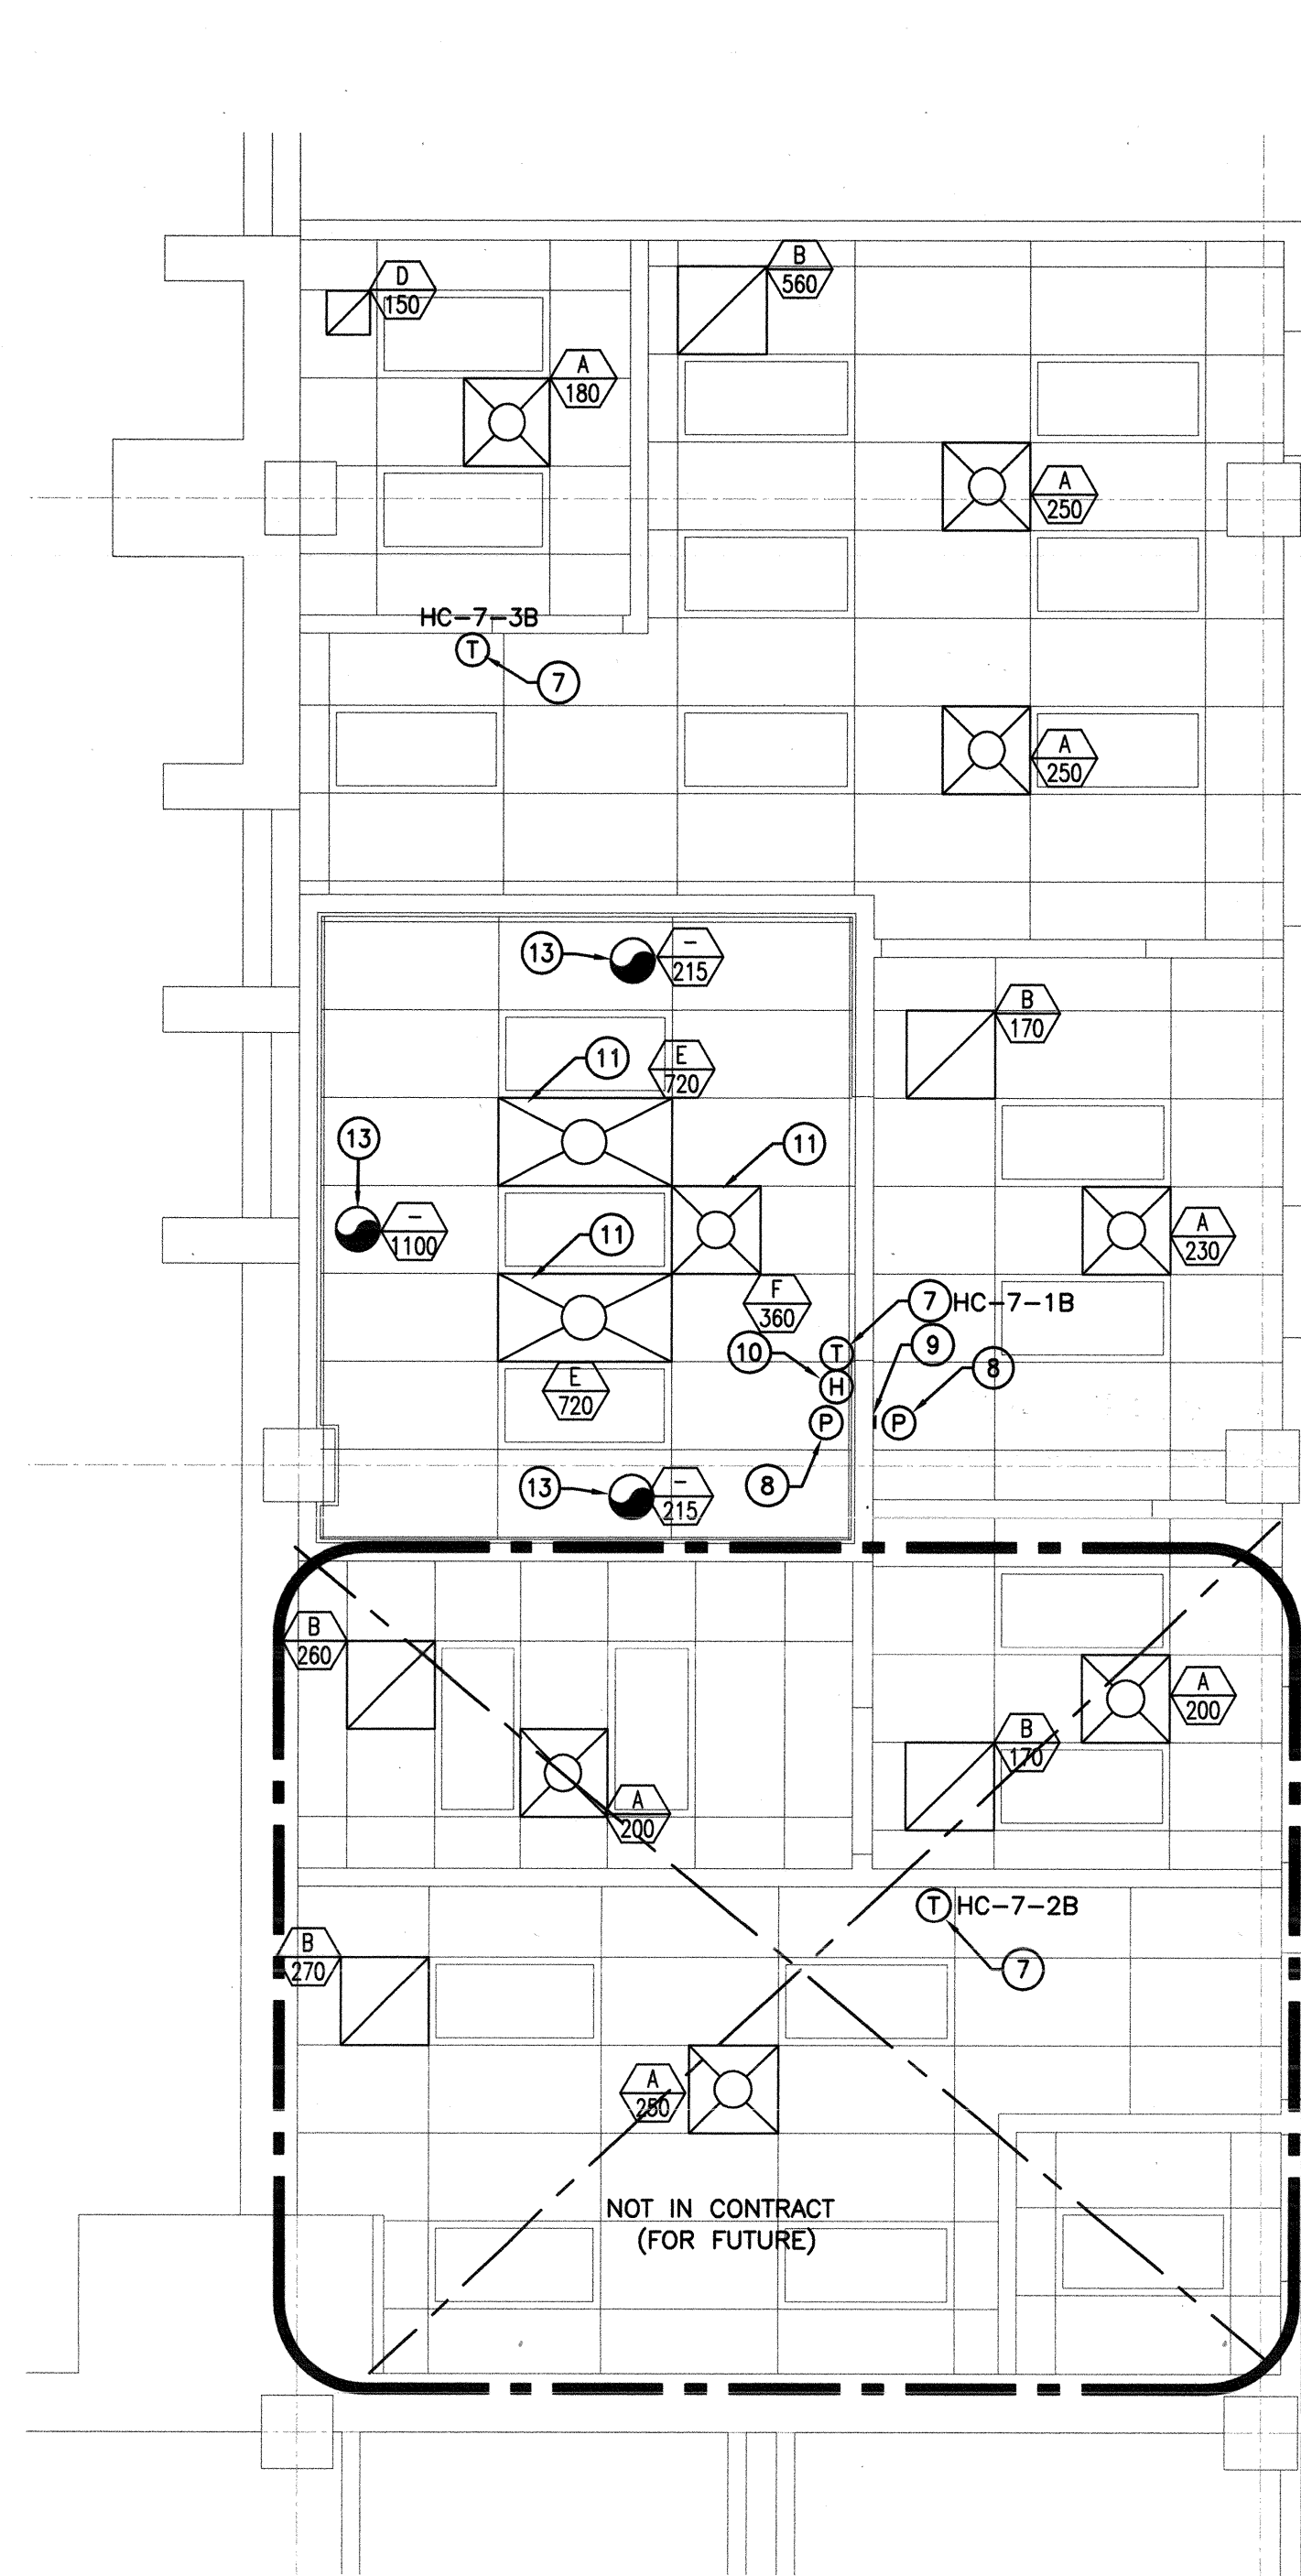 D
150
B
560
A
180
A
250
HC-7-3B
T
7
A
250
13
-
215
B
170
11
E
720
13
11
-
1100
11
A
230
F
360
7 HC-7-1B
10
T
9
H
8
E
720
P
P
8
13
-
215
B
260
A
200
B
170
A
200
T HC-7-2B
B
270
7
A
250
NOT IN CONTRACT
(FOR FUTURE)